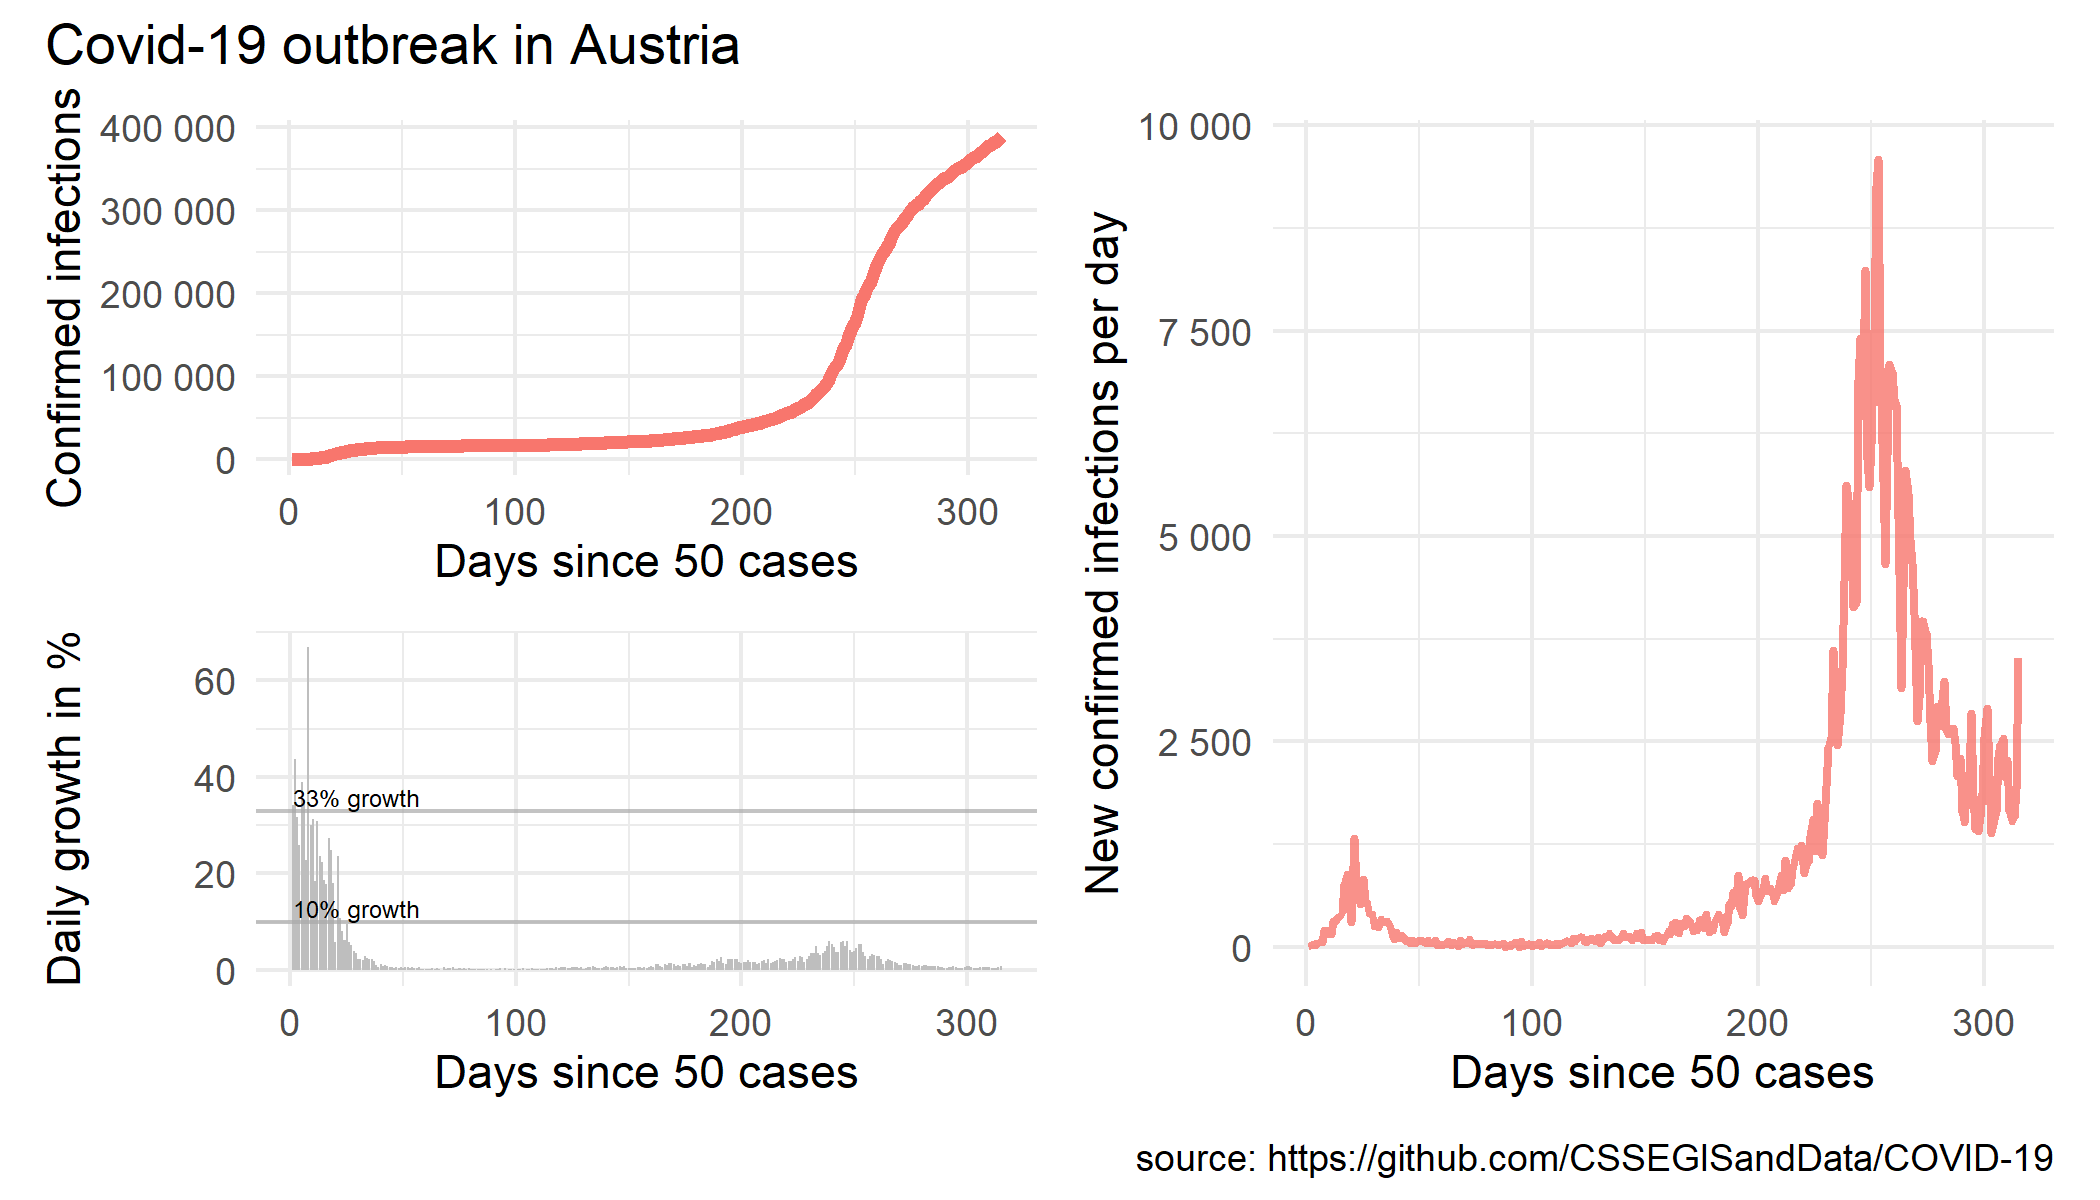 Covid-19 outbreak in Austria
Confirmed infections
400 000
300 000
200 000
100 000
0
0 100 200 300
Days since 50 cases
Daily growth in %
60
40
20
0
33% growth
10% growth
0 100 200 300
Days since 50 cases
New confirmed infections per day
10 000
7 500
5 000
2 500
0
0 100 200 300
Days since 50 cases
source: https://github.com/CSSEGISandData/COVID-19